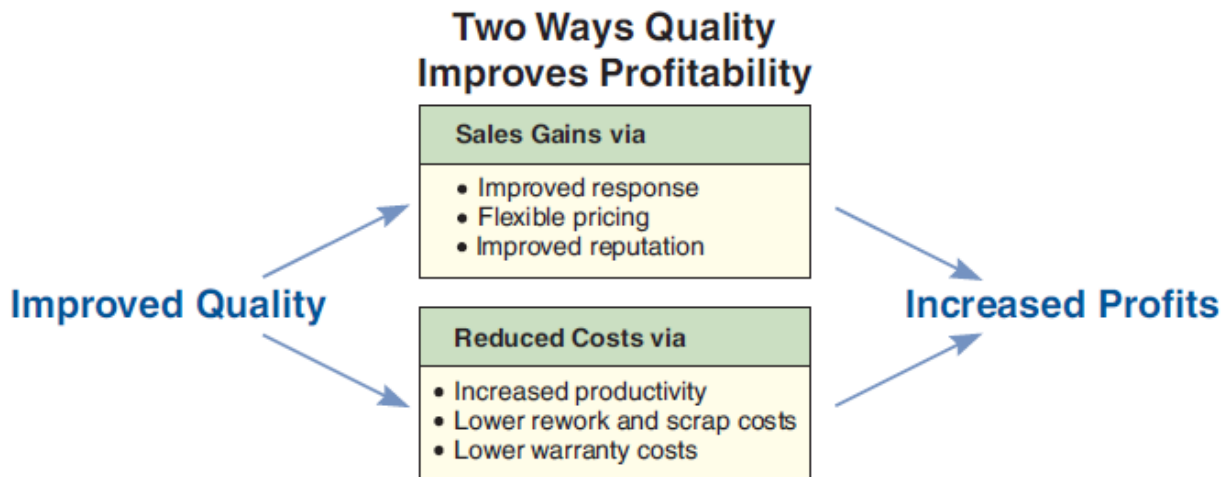 Two Ways Quality
Improves Profitability
Sales Gains via
• Improved response
• Flexible pricing
• Improved reputation
Improved Quality
Increased Profits
Reduced Costs via
• Increased productivity
• Lower rework and scrap costs
• Lower warranty costs